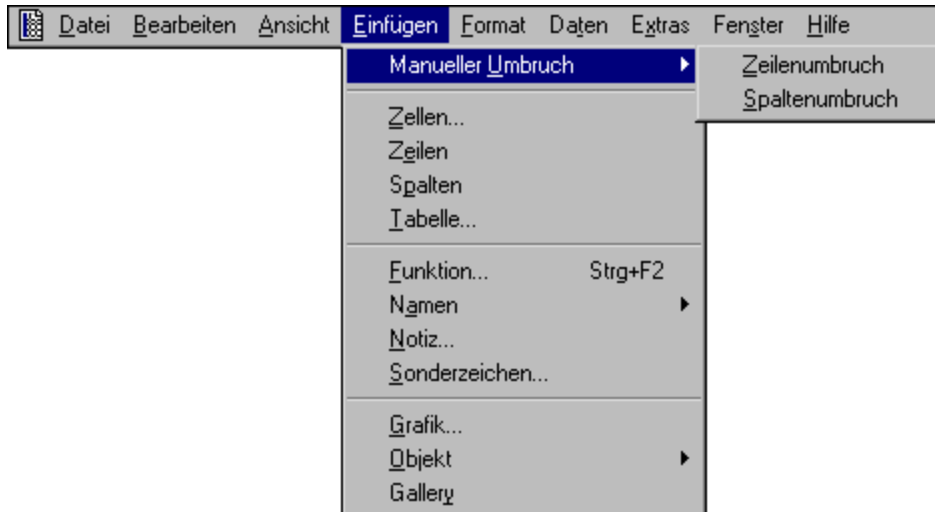 Datei Bearbeiten Ansicht Einfügen Format Daten Extras Fenster Hilfe
Manueller Umbruch
Zeilenumbruch
Spaltenumbruch
Zellen...
Zeilen
Spalten
Tabelle...
Funktion... Strg+F2
Namen
Notiz...
Sonderzeichen...
Grafik...
Objekt
Gallery